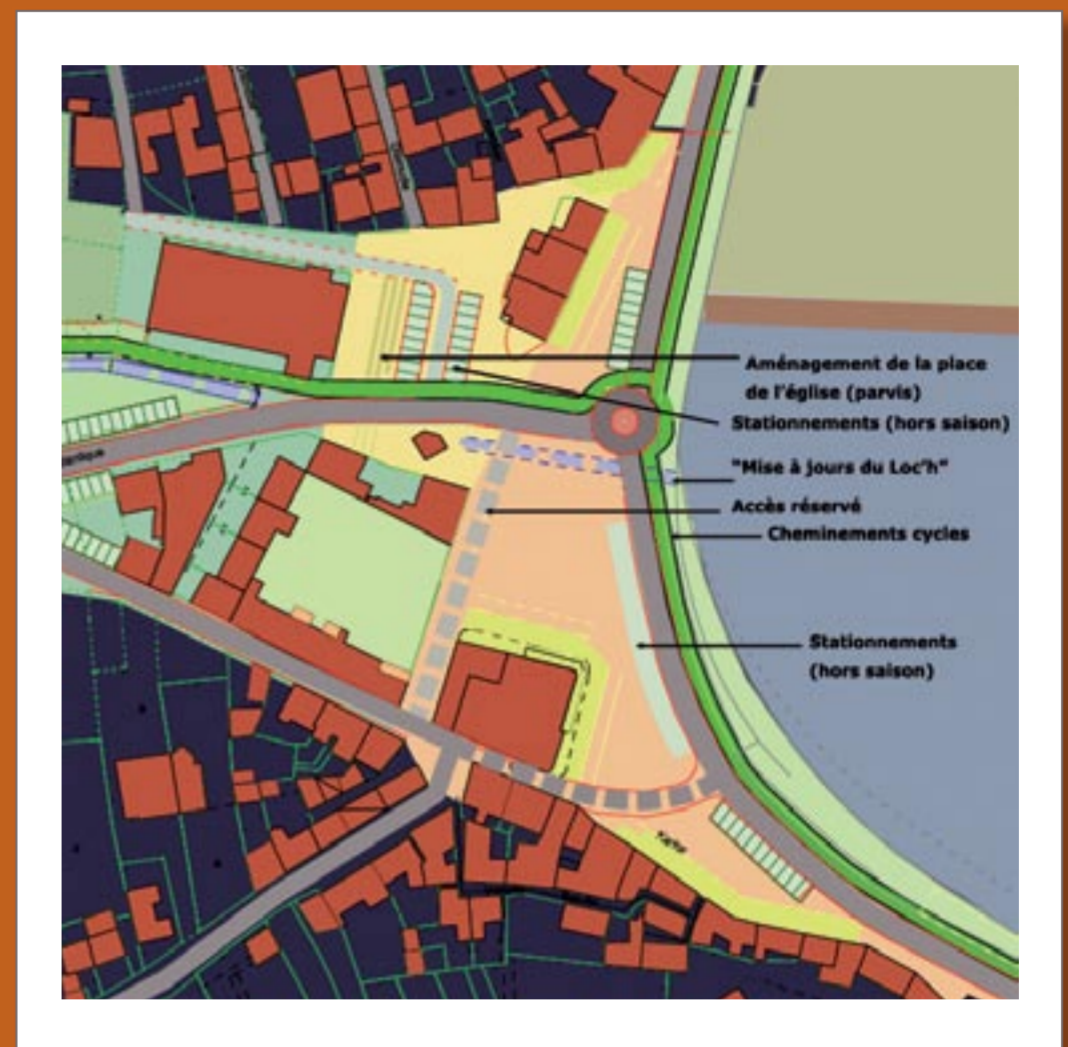 Aménagement de la place
de l'église (parvis)
Stationnements (hors saison)
"Mise à jours du Loc'h"
Accès réservé
Cheminements cycles
Stationnements
(hors saison)